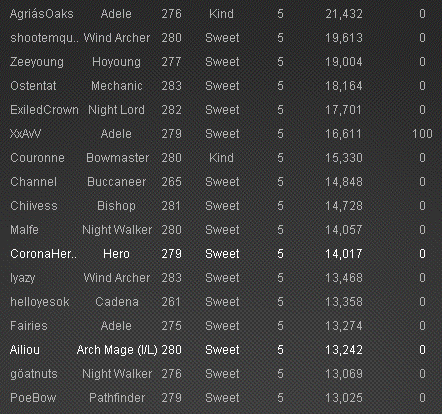 AgriásOaks Adele 276 Kind 5 21,432 0
shootemqu.. Wind Archer 280 Sweet 5 19,613 0
Zeeyoung Hoyoung 277 Sweet 5 19,004 0
Ostentat Mechanic 283 Sweet 5 18,164 0
ExiledCrown Night Lord 282 Sweet 5 17,701 0
XxAvV Adele 279 Sweet 5 16,611 100
Couronne Bowmaster 280 Kind 5 15,330 0
Channel Buccaneer 265 Sweet 5 14,848 0
Chiivess Bishop 281 Sweet 5 14,728 0
Malfe Night Walker 280 Sweet 5 14,057 0
CoronaHer.. Hero 279 Sweet 5 14,017 0
Iyazy Wind Archer 283 Sweet 5 13,468 0
helloyesok Cadena 261 Sweet 5 13,358 0
Fairies Adele 275 Sweet 5 13,274 0
Ailiou Arch Mage (I/L) 280 Sweet 5 13,242 0
göatnuts Night Walker 276 Sweet 5 13,069 0
PoeBow Pathfinder 279 Sweet 5 13,025 0